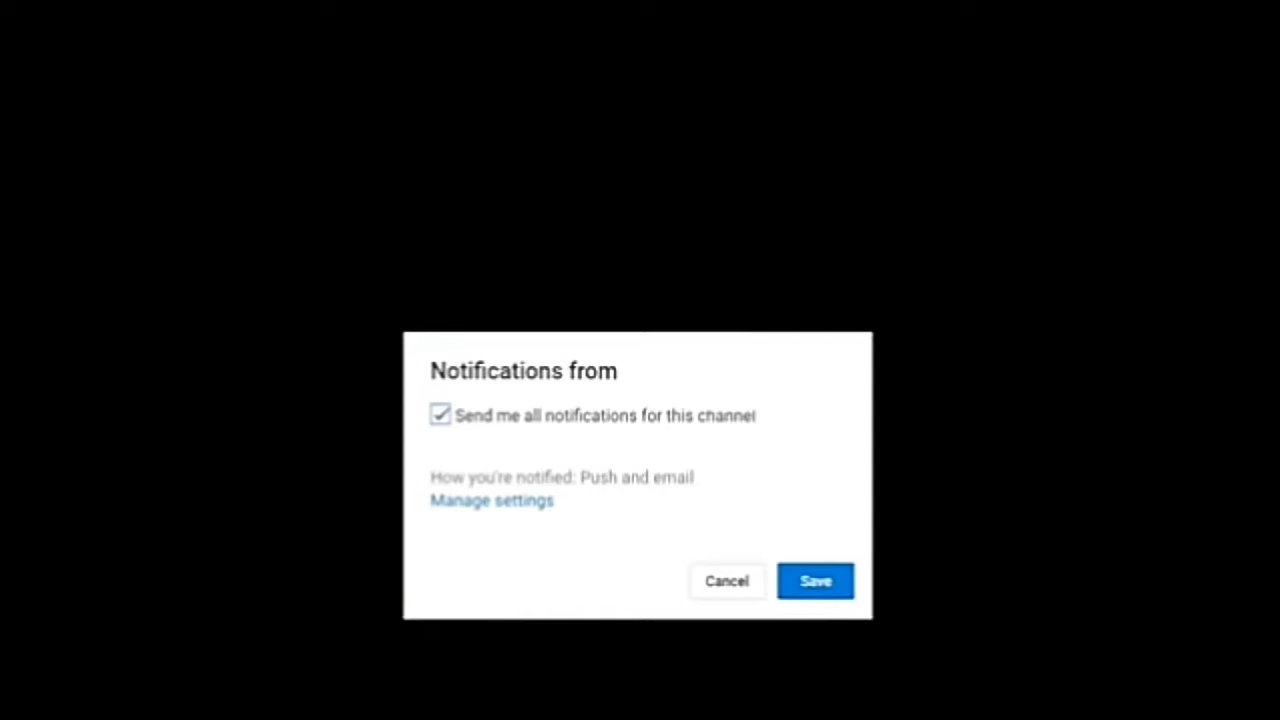 Notifications from
Send me all notifications for this channel
How you're notified: Push and email
Manage settings
Cancel
Save